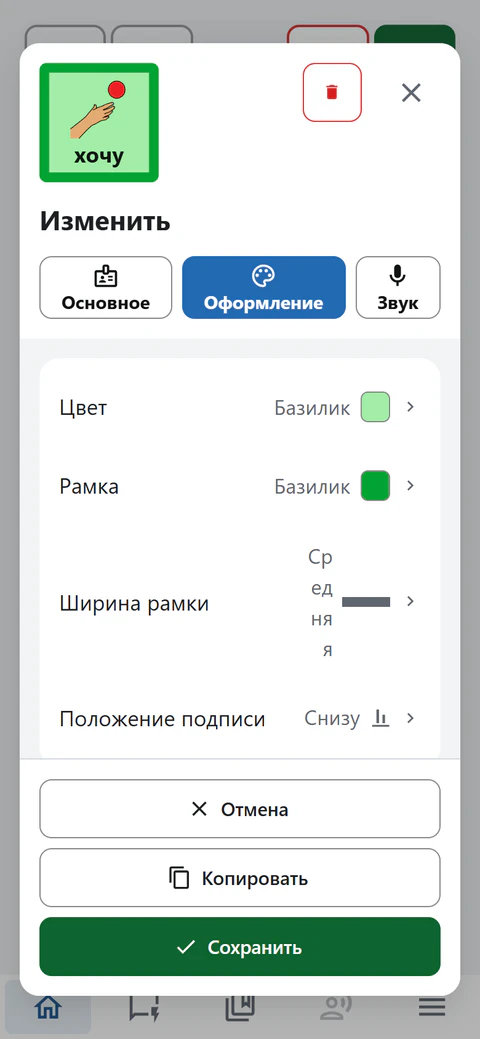 хочу
Изменить
Основное
Оформление
Звук
Цвет
Базилик
Рамка
Базилик
Ширина рамки
Ср
ед
ня
я
Положение подписи
Снизу
Отмена
Копировать
Сохранить